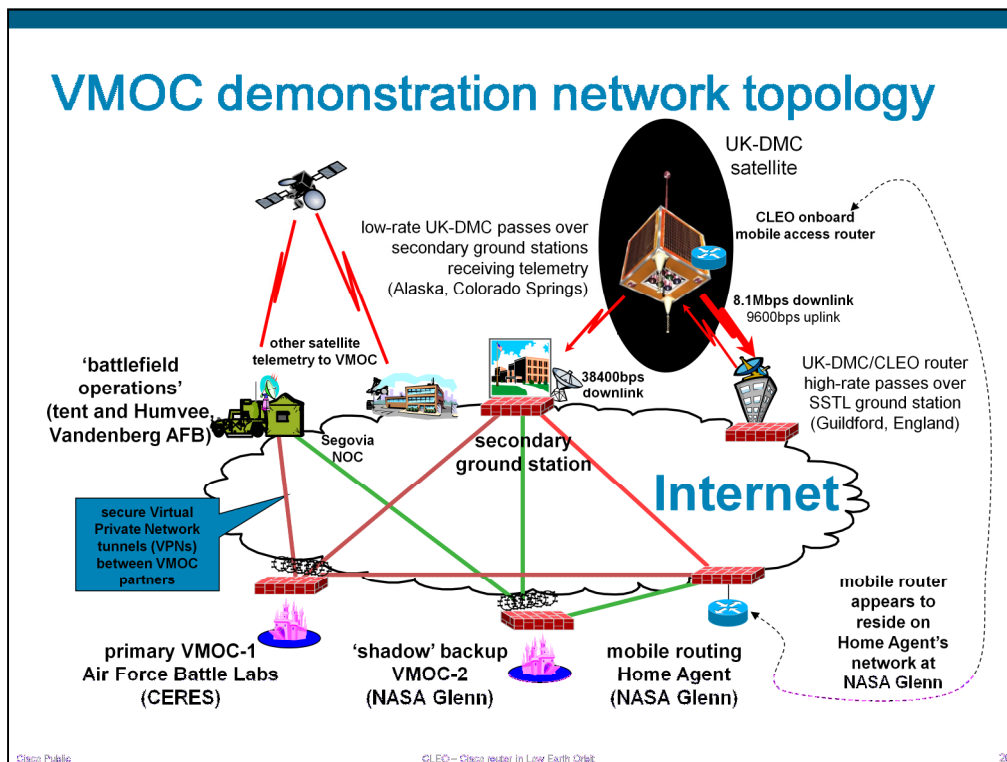 VMOC demonstration network topology
UK-DMC
satellite
CLEO onboard
mobile access router
low-rate UK-DMC passes over
secondary ground stations
receiving telemetry
(Alaska, Colorado Springs)
8.1Mbps downlink
9600bps uplink
other satellite
telemetry to VMOC
'battlefield
operations'
(tent and Humvee,
Vandenberg AFB)
38400bps
downlink
UK-DMC/CLEO router
high-rate passes over
SSTL ground station
(Guildford, England)
Segovia
NOC
secondary
ground station
Internet
secure Virtual
Private Network
tunnels (VPNs)
between VMOC
partners
mobile router
appears to
reside on
Home Agent's
network at
NASA Glenn
primary VMOC-1
Air Force Battle Labs
(CERES)
'shadow' backup
VMOC-2
(NASA Glenn)
mobile routing
Home Agent
(NASA Glenn)
Cisco Public
CLEO – Cisco router in Low Earth Orbit